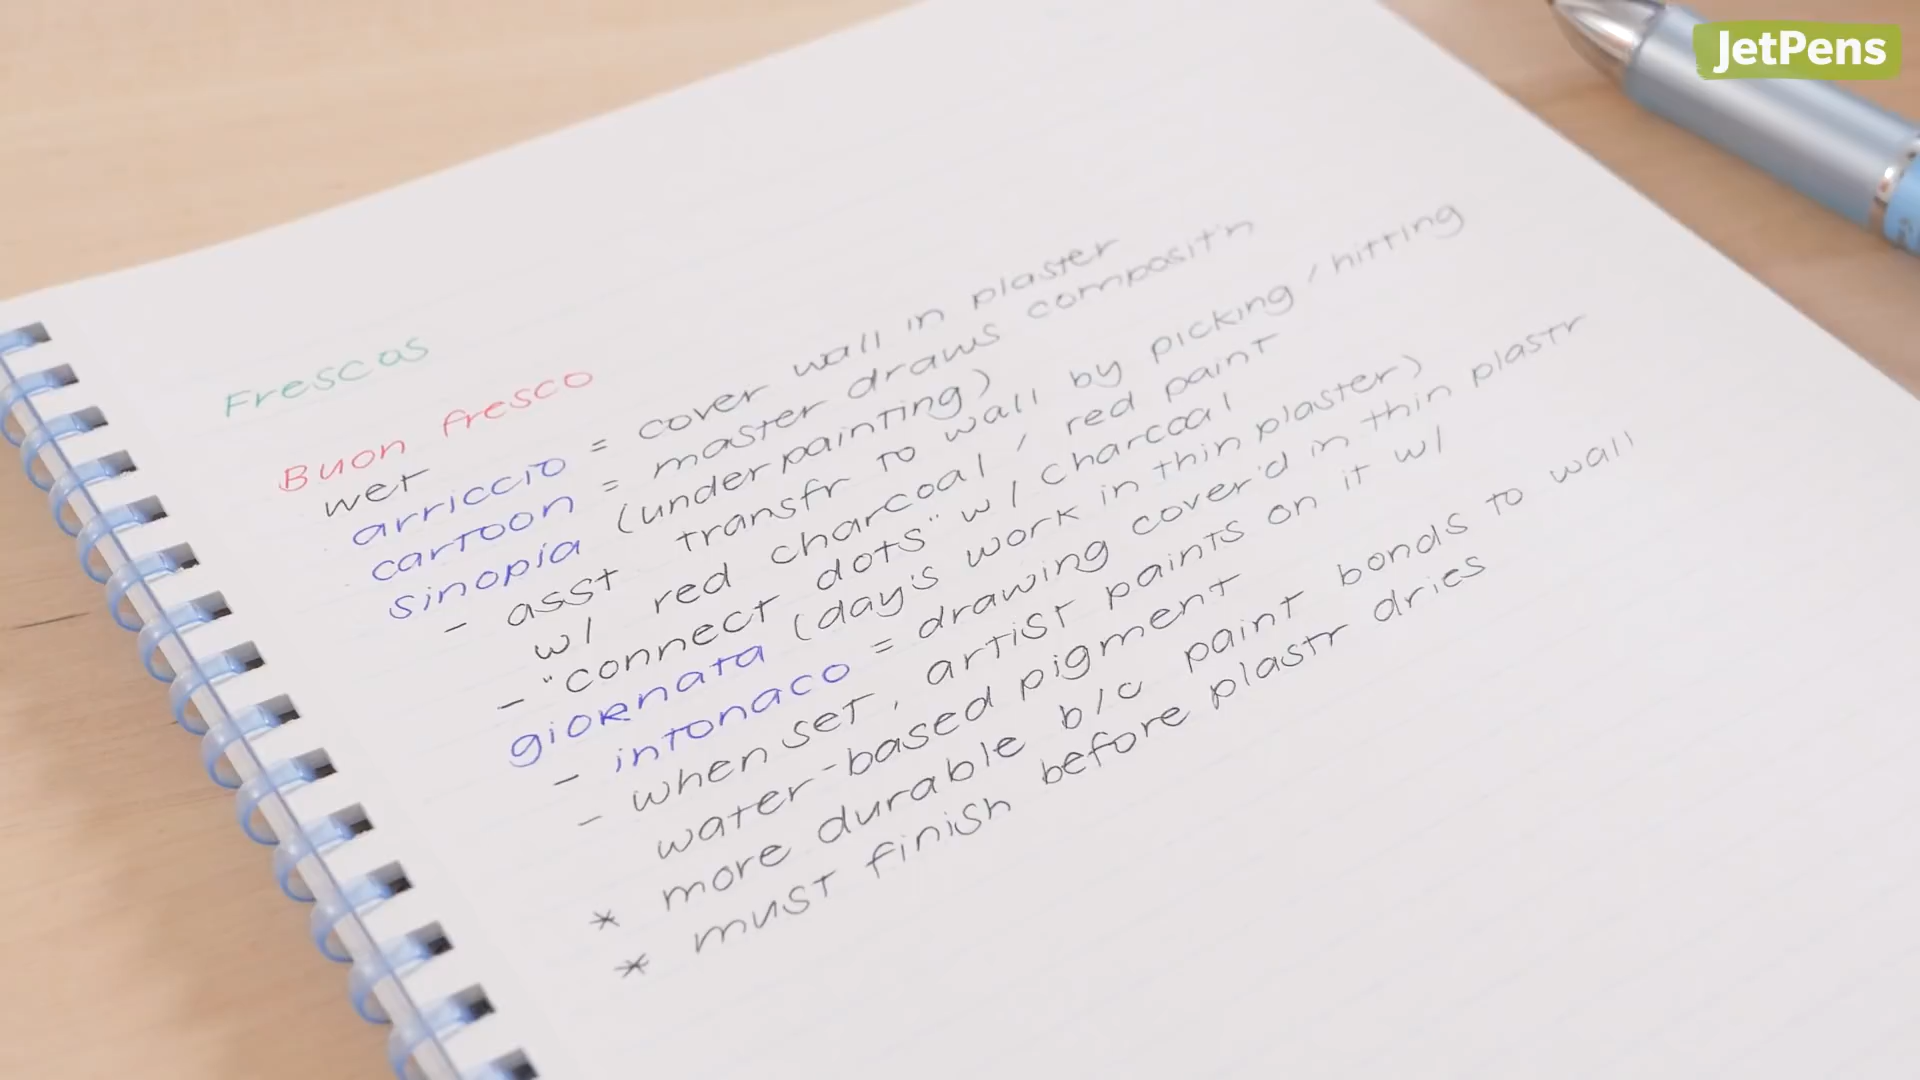 JetPens
Frescas
Buon fresco
wet
arriccio = cover wall in plaster
cartoon = master draws composit'n
sinopia (underpainting)
- asst transfr to wall by picking / hitting
w/ red charcoal / red paint
- "connect dots" w/ charcoal
giornata (day's work in thin plaster)
- intonaco = drawing cover'd in thin plastr
- when set, artist paints on it w/
water-based pigment
* more durable b/c paint bonds to wall
* must finish before plastr dries